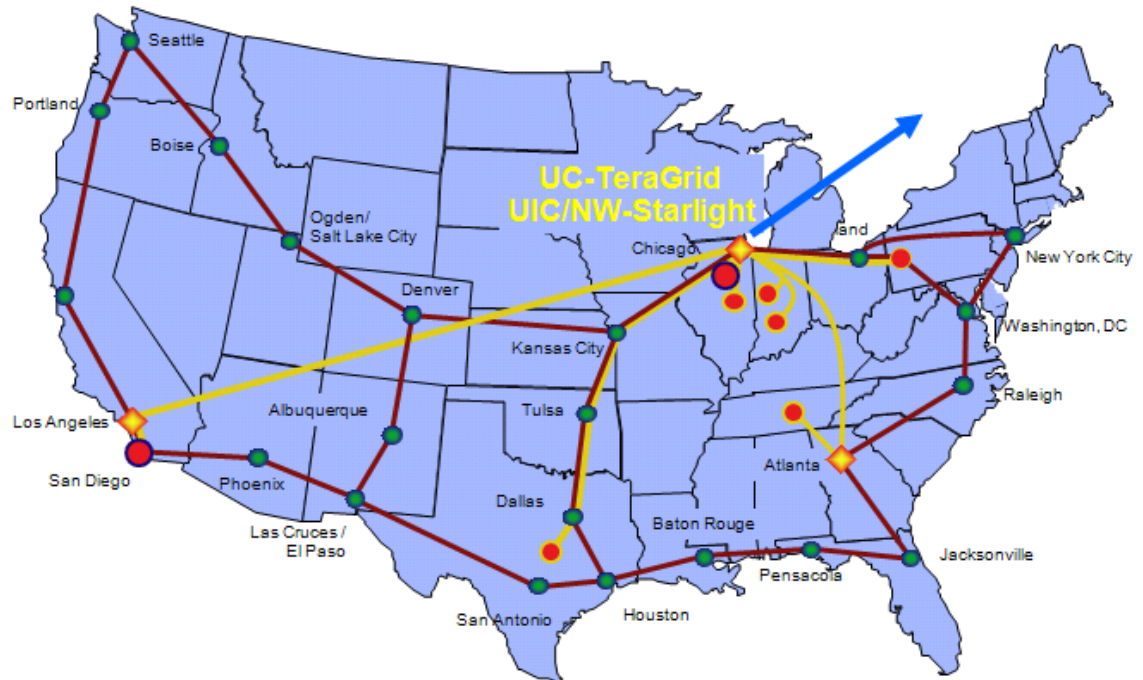 Seattle
Portland
Boise
UC-TeraGrid
UIC/NW-Starlight
Ogden/
Salt Lake City
Chicago
land
New York City
Denver
Washington, DC
Kansas City
Raleigh
Albuquerque
Tulsa
Los Angeles
Atlanta
San Diego
Phoenix
Dallas
Baton Rouge
Las Cruces /
El Paso
Jacksonville
Pensacola
San Antonio
Houston